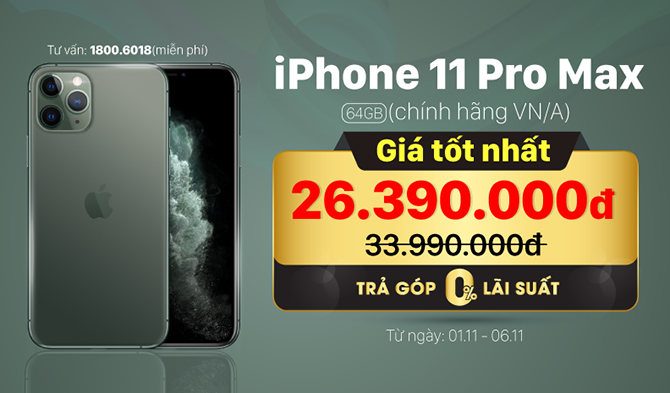 Tư vấn: 1800.6018(miễn phí)
iPhone 11 Pro Max
64GB (chính hãng VN/A)
Giá tốt nhất
26.390.000đ
33.990.000đ
TRẢ GÓP 0% LÃI SUẤT
Từ ngày: 01.11 - 06.11